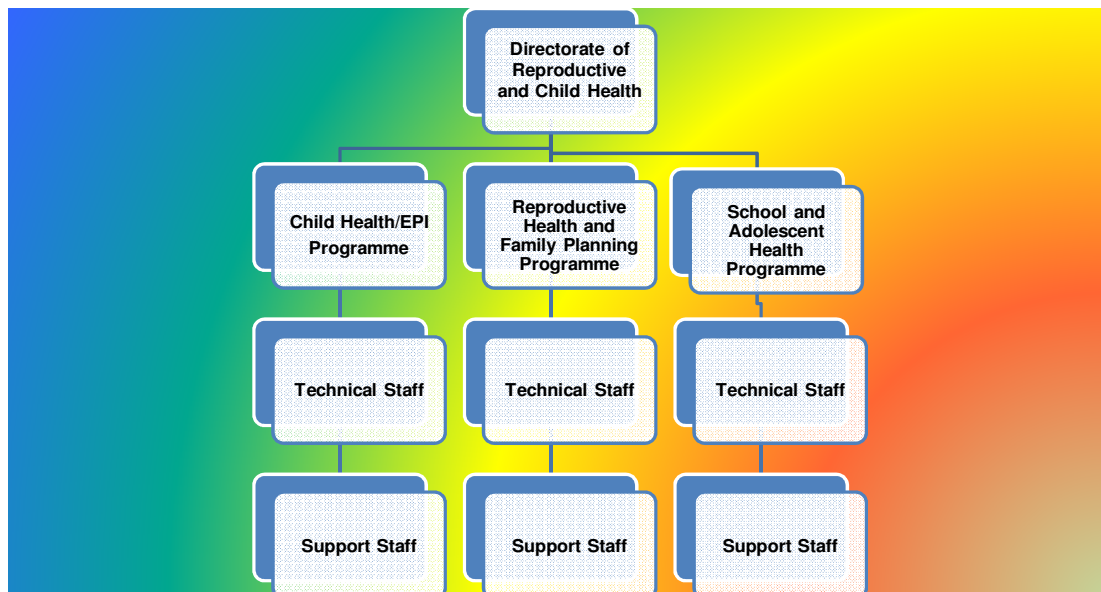 Directorate of
Reproductive
and Child Health
Child Health/EPI
Programme
Reproductive
Health and
Family Planning
Programme
School and
Adolescent
Health
Programme
Technical Staff
Technical Staff
Technical Staff
Support Staff
Support Staff
Support Staff